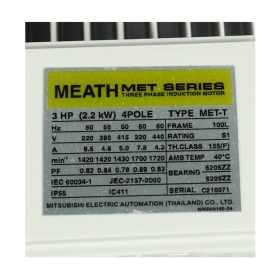 MEATH MET SERIES
THREE PHASE INDUCTION MOTOR
3 HP (2.2 kW) 4POLE TYPE MET-T
Hz 50 50 50 60 60 FRAME 100L
V 220 380 415 220 440 RATING S1
A 8.5 4.9 5.0 7.8 4.3 TH.CLASS 155(F)
min⁻¹ 1420 1420 1430 1700 1720 AMB TEMP 40°C
PF 0.82 0.84 0.78 0.89 0.83 BEARING 6206ZZ
IEC 60034-1 JEC-2137-2000 6206ZZ
IP55 IC411 SERIAL C210071
MITSUBISHI ELECTRIC AUTOMATION (THAILAND) CO., LTD.